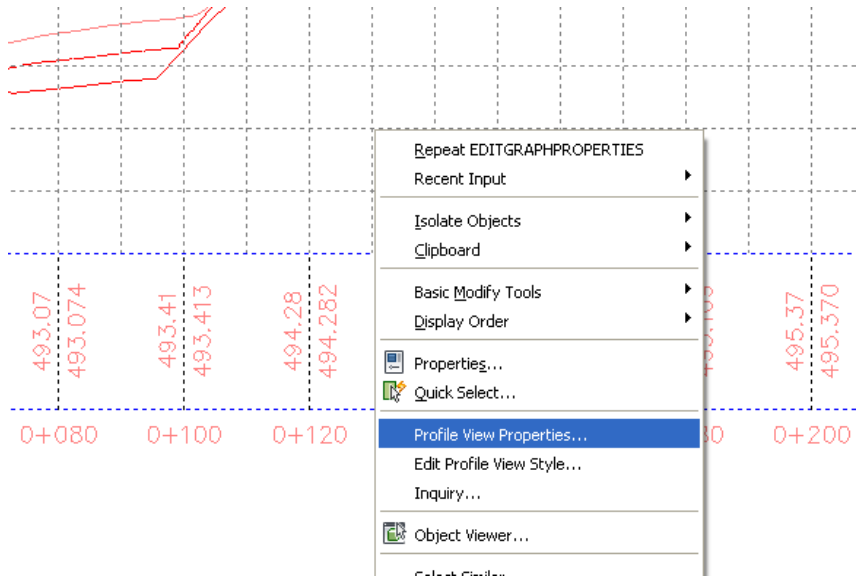 Repeat EDITGRAPHPROPERTIES
Recent Input
Isolate Objects
Clipboard
Basic Modify Tools
Display Order
Properties...
Quick Select...
Profile View Properties...
Edit Profile View Style...
Inquiry...
Object Viewer...
Select Similar
493.07
493.074
493.41
493.413
494.28
494.282
495.37
495.370
0+080
0+100
0+120
0+200